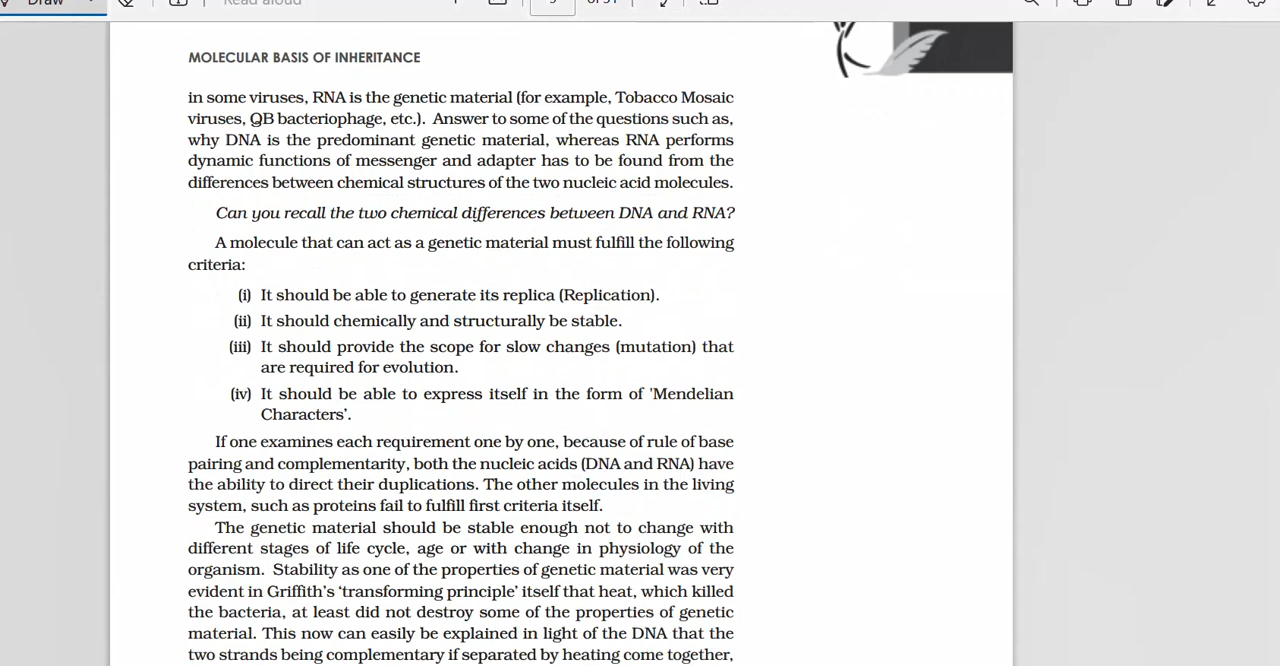 Draw
Read aloud
MOLECULAR BASIS OF INHERITANCE
in some viruses, RNA is the genetic material (for example, Tobacco Mosaic
viruses, QB bacteriophage, etc.). Answer to some of the questions such as,
why DNA is the predominant genetic material, whereas RNA performs
dynamic functions of messenger and adapter has to be found from the
differences between chemical structures of the two nucleic acid molecules.
Can you recall the two chemical differences between DNA and RNA?
A molecule that can act as a genetic material must fulfill the following
criteria:
(i) It should be able to generate its replica (Replication).
(ii) It should chemically and structurally be stable.
(iii) It should provide the scope for slow changes (mutation) that
are required for evolution.
(iv) It should be able to express itself in the form of 'Mendelian
Characters’.
If one examines each requirement one by one, because of rule of base
pairing and complementarity, both the nucleic acids (DNA and RNA) have
the ability to direct their duplications. The other molecules in the living
system, such as proteins fail to fulfill first criteria itself.
The genetic material should be stable enough not to change with
different stages of life cycle, age or with change in physiology of the
organism. Stability as one of the properties of genetic material was very
evident in Griffith’s ‘transforming principle’ itself that heat, which killed
the bacteria, at least did not destroy some of the properties of genetic
material. This now can easily be explained in light of the DNA that the
two strands being complementary if separated by heating come together,